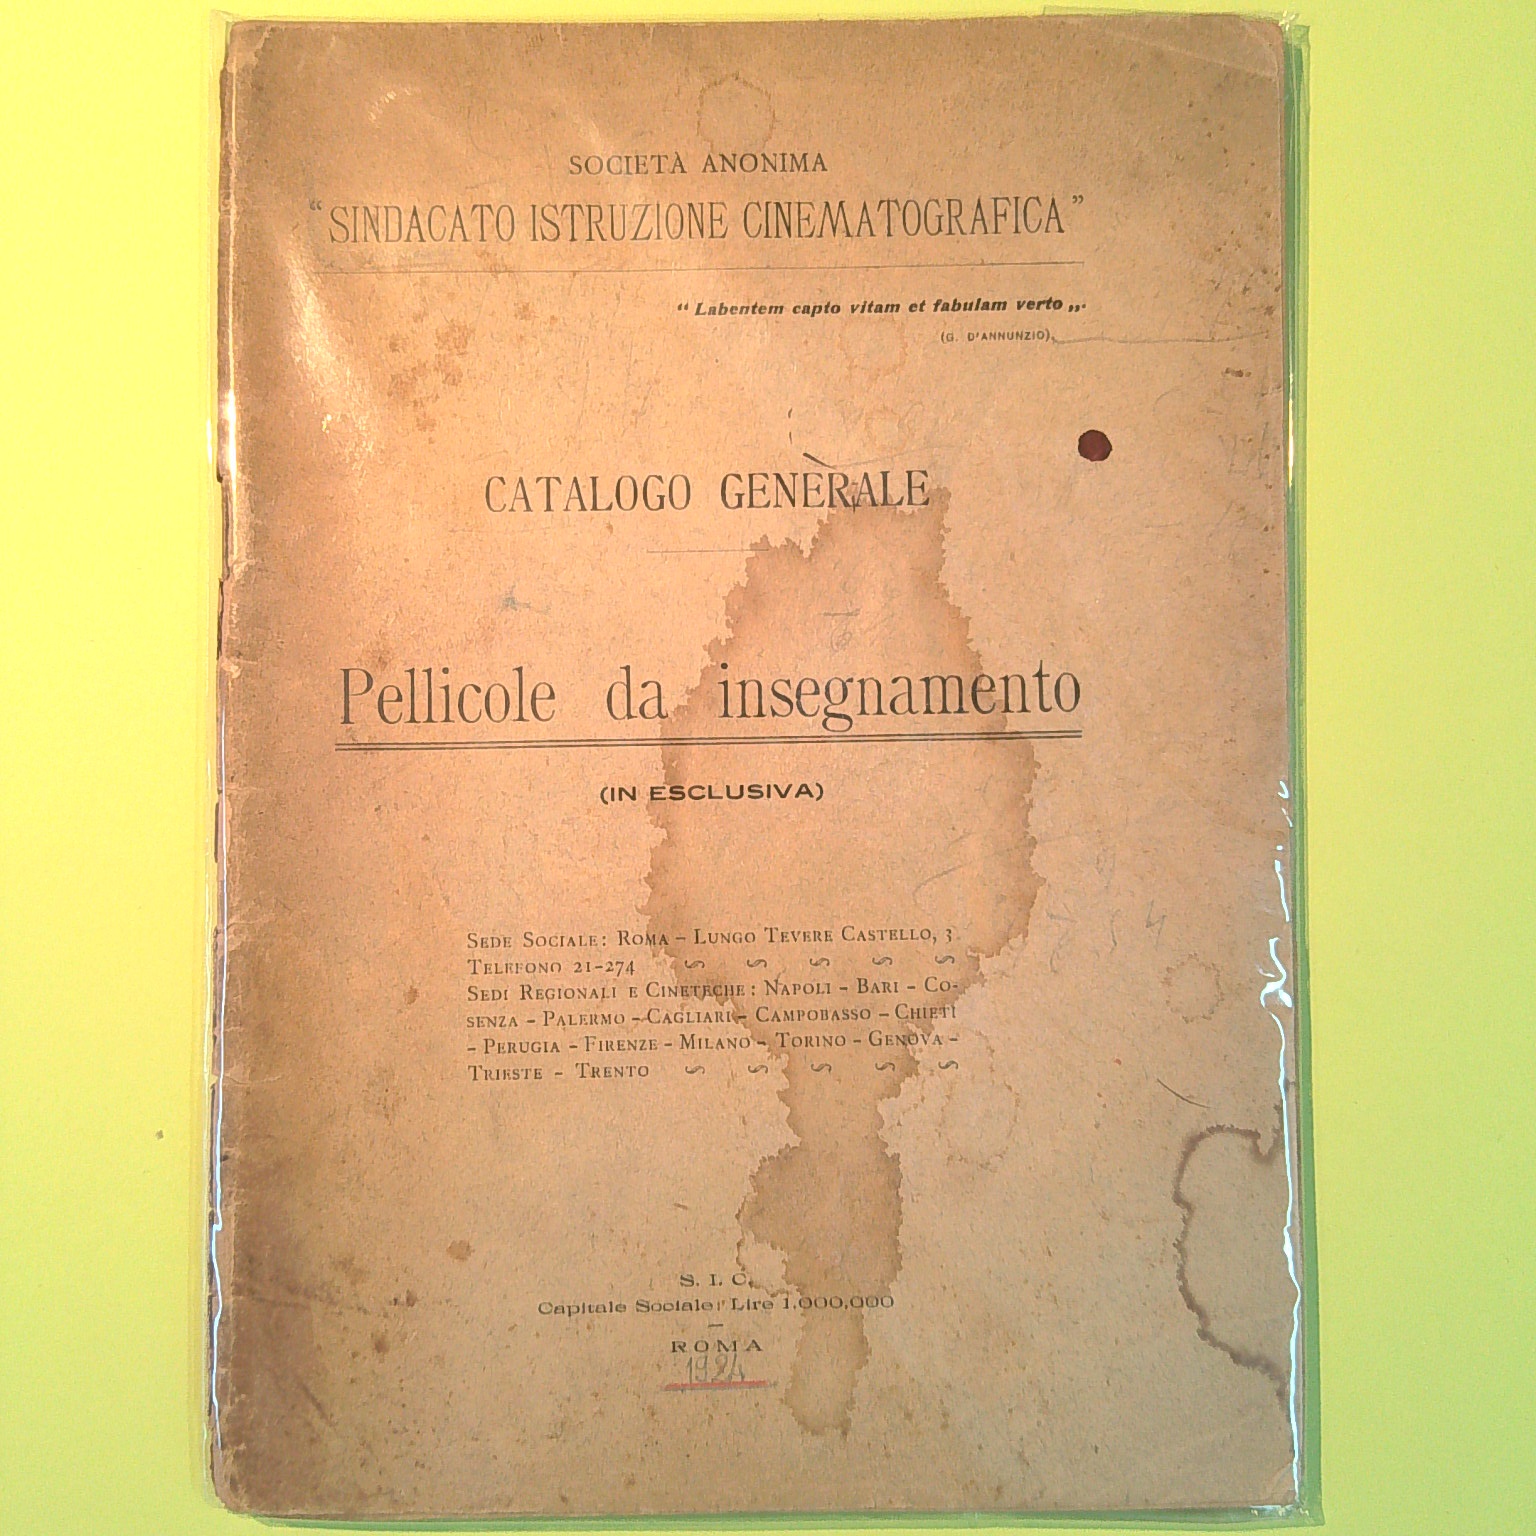 SOCIETÀ ANONIMA
“SINDACATO ISTRUZIONE CINEMATOGRAFICA”
“ Labentem capto vitam et fabulam verto „.
(G. D'ANNUNZIO).
CATALOGO GENERALE
Pellicole da insegnamento
(IN ESCLUSIVA)
SEDE SOCIALE: ROMA – LUNGO TEVERE CASTELLO, 3
TELEFONO 21-274
SEDI REGIONALI E CINETECHE: NAPOLI – BARI – CO-
SENZA – PALERMO – CAGLIARI – CAMPOBASSO – CHIETI
– PERUGIA – FIRENZE – MILANO – TORINO – GENOVA –
TRIESTE – TRENTO
S. I. C.
Capitale Sociale: Lire 1.000.000
ROMA
1924